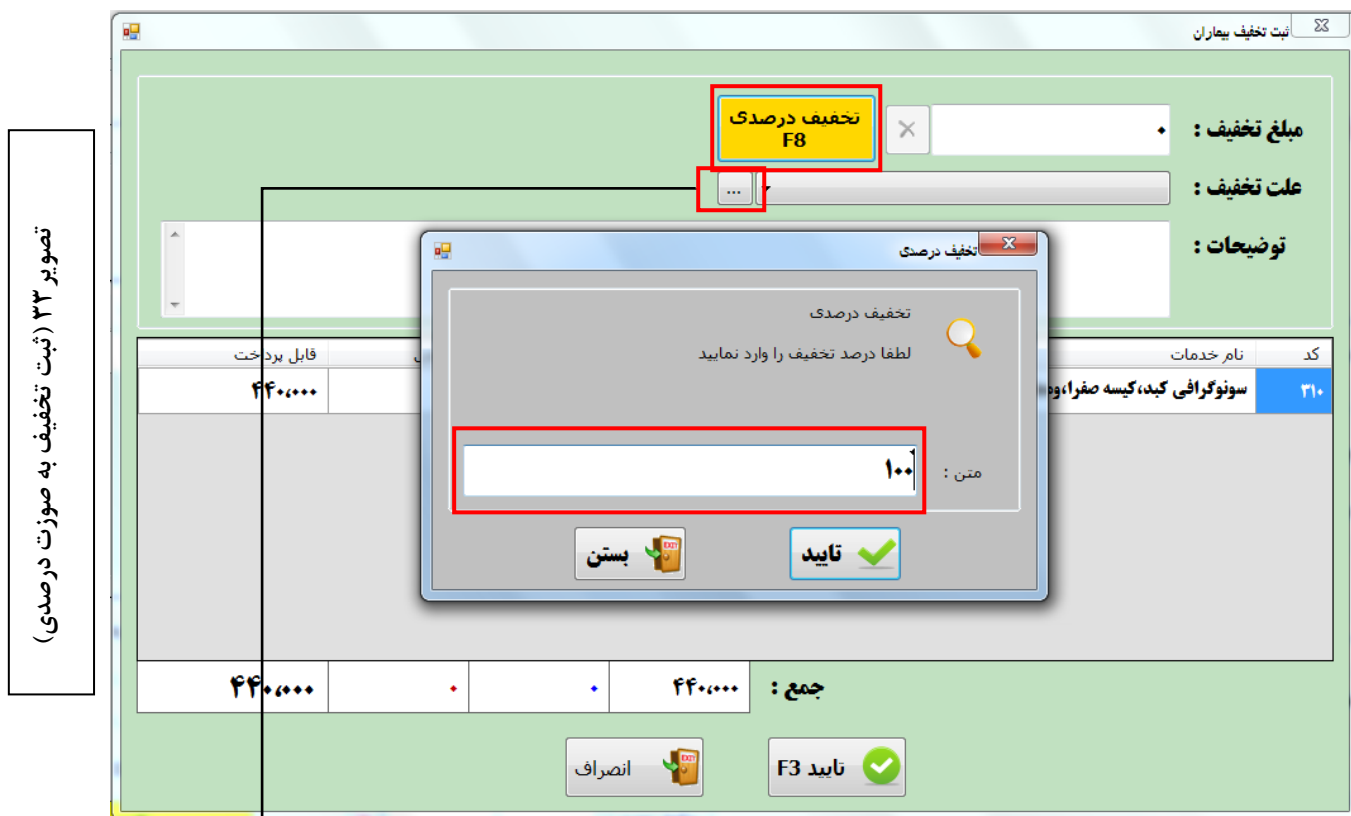 ثبت تخفیف بیماران
مبلغ تخفیف :
۰
تخفیف درصدی
F8
علت تخفیف :
...
توضیحات :
تخفیف درصدی
تخفیف درصدی
لطفا درصد تخفیف را وارد نمایید
متن :
۱۰۰
تایید
بستن
کد
نام خدمات
قابل پرداخت
۳۱۰
سونوگرافی کبد،کیسه صفرا،
۴۴۰،۰۰۰
جمع :
۴۴۰،۰۰۰
۰
۰
۴۴۰،۰۰۰
تایید F3
انصراف
تصویر ۳۳ (ثبت تخفیف به صوزت درصدی)